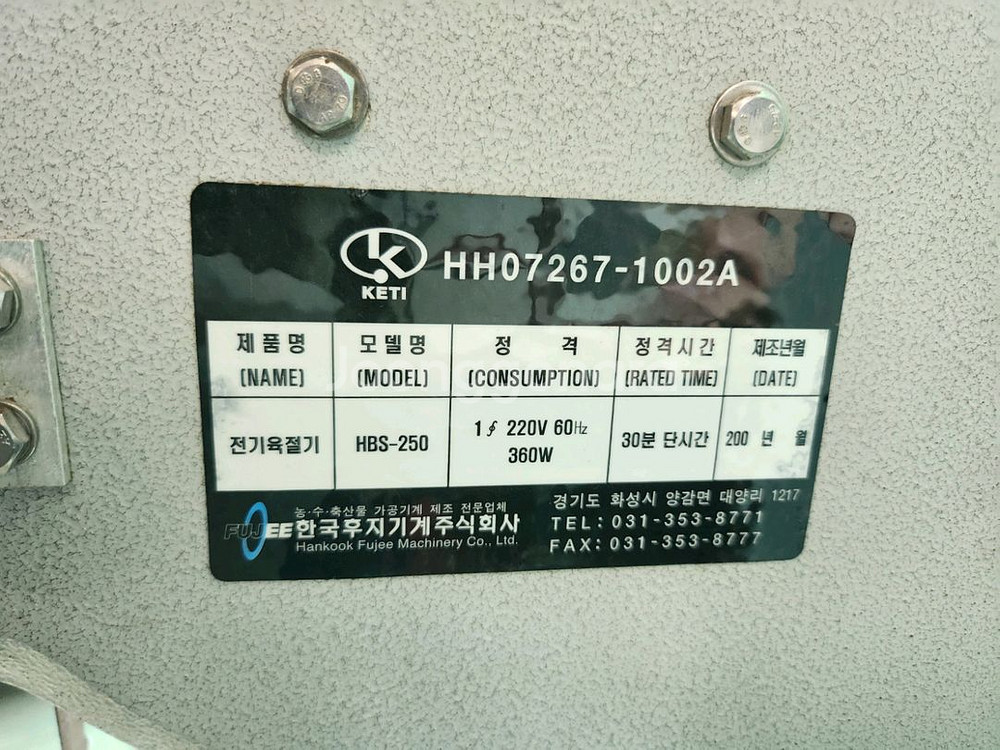 KETI
HH07267-1002A
제품명 모델명 정격 정격시간 제조년월
(NAME) (MODEL) (CONSUMPTION) (RATED TIME) (DATE)
전기육절기 HBS-250 1∮ 220V 60Hz 30분 단시간 200 년 월
360W
농·수·축산물 가공기계 제조 전문업체
FUJEE 한국후지기계주식회사
Hankook Fujee Machinery Co., Ltd.
경기도 화성시 양감면 대양리 1217
TEL: 031-353-8771
FAX: 031-353-8777